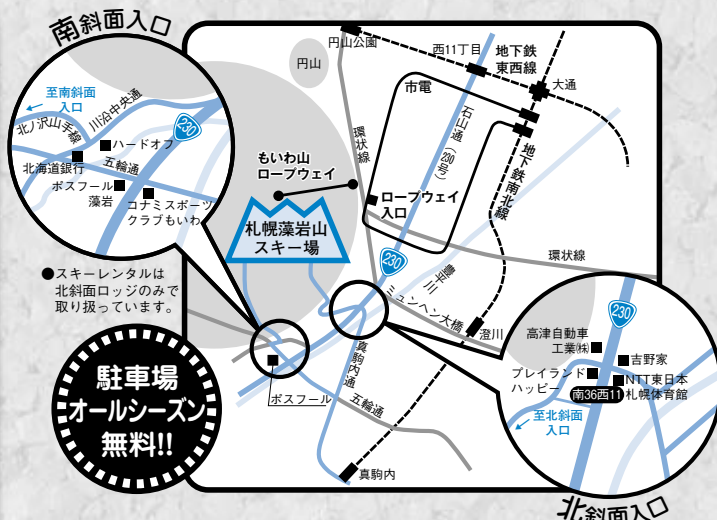 南斜面入口
至南斜面
入口
北ノ沢山手線
川沿中央通
230
ハードオフ
北海道銀行
五輪通
ボスフール
藻岩
コナミスポーツ
クラブもいわ
円山公園
円山
西11丁目
地下鉄
東西線
大通
市電
石山通(230号)
環状線
地下鉄南北線
もいわ山
ロープウェイ
ロープウェイ
入口
札幌藻岩山
スキー場
230
豊平川
環状線
ミュンヘン大橋
澄川
真駒内通
ボスフール
五輪通
真駒内
●スキーレンタルは
北斜面ロッジのみで
取り扱っています。
駐車場
オールシーズン
無料!!
230
高津自動車
工業㈱
吉野家
プレイランド
ハッピー
NTT東日本
札幌体育館
南36西11
至北斜面
入口
北斜面入口